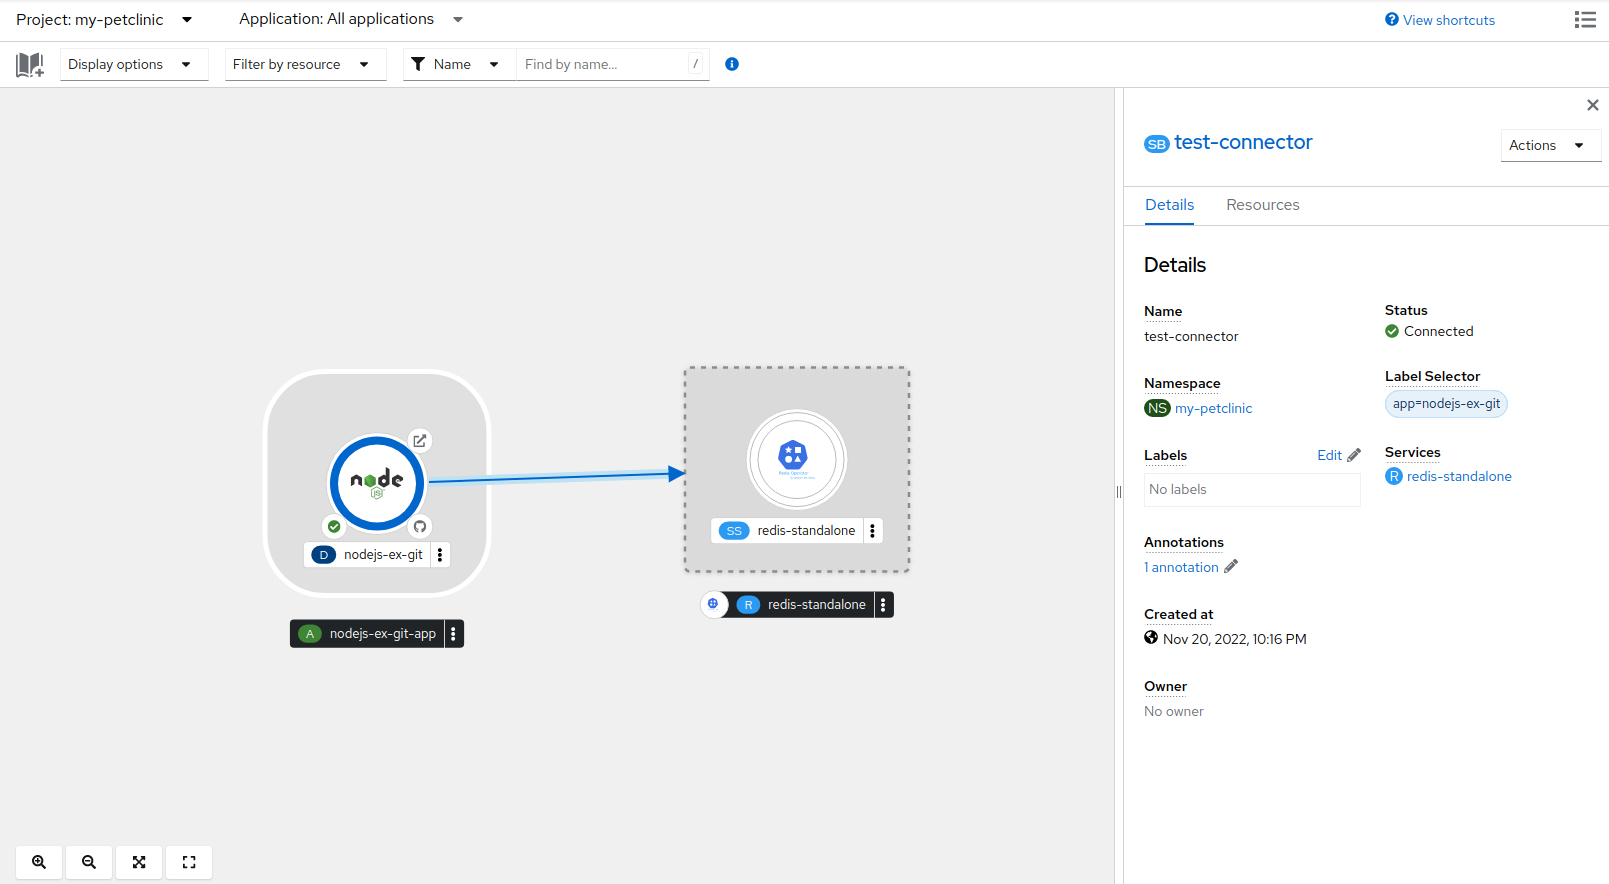 Project: my-petclinic
Application: All applications
View shortcuts
Display options
Filter by resource
Name
Find by name...
/
test-connector
SB
Actions
Details
Resources
Details
Name
test-connector
Status
Connected
Namespace
NS my-petclinic
Label Selector
app=nodejs-ex-git
Labels
Edit
No labels
Services
R redis-standalone
Annotations
1 annotation
Created at
Nov 20, 2022, 10:16 PM
Owner
No owner
node
JS
D nodejs-ex-git
A nodejs-ex-git-app
Redis Operator
SS redis-standalone
R redis-standalone